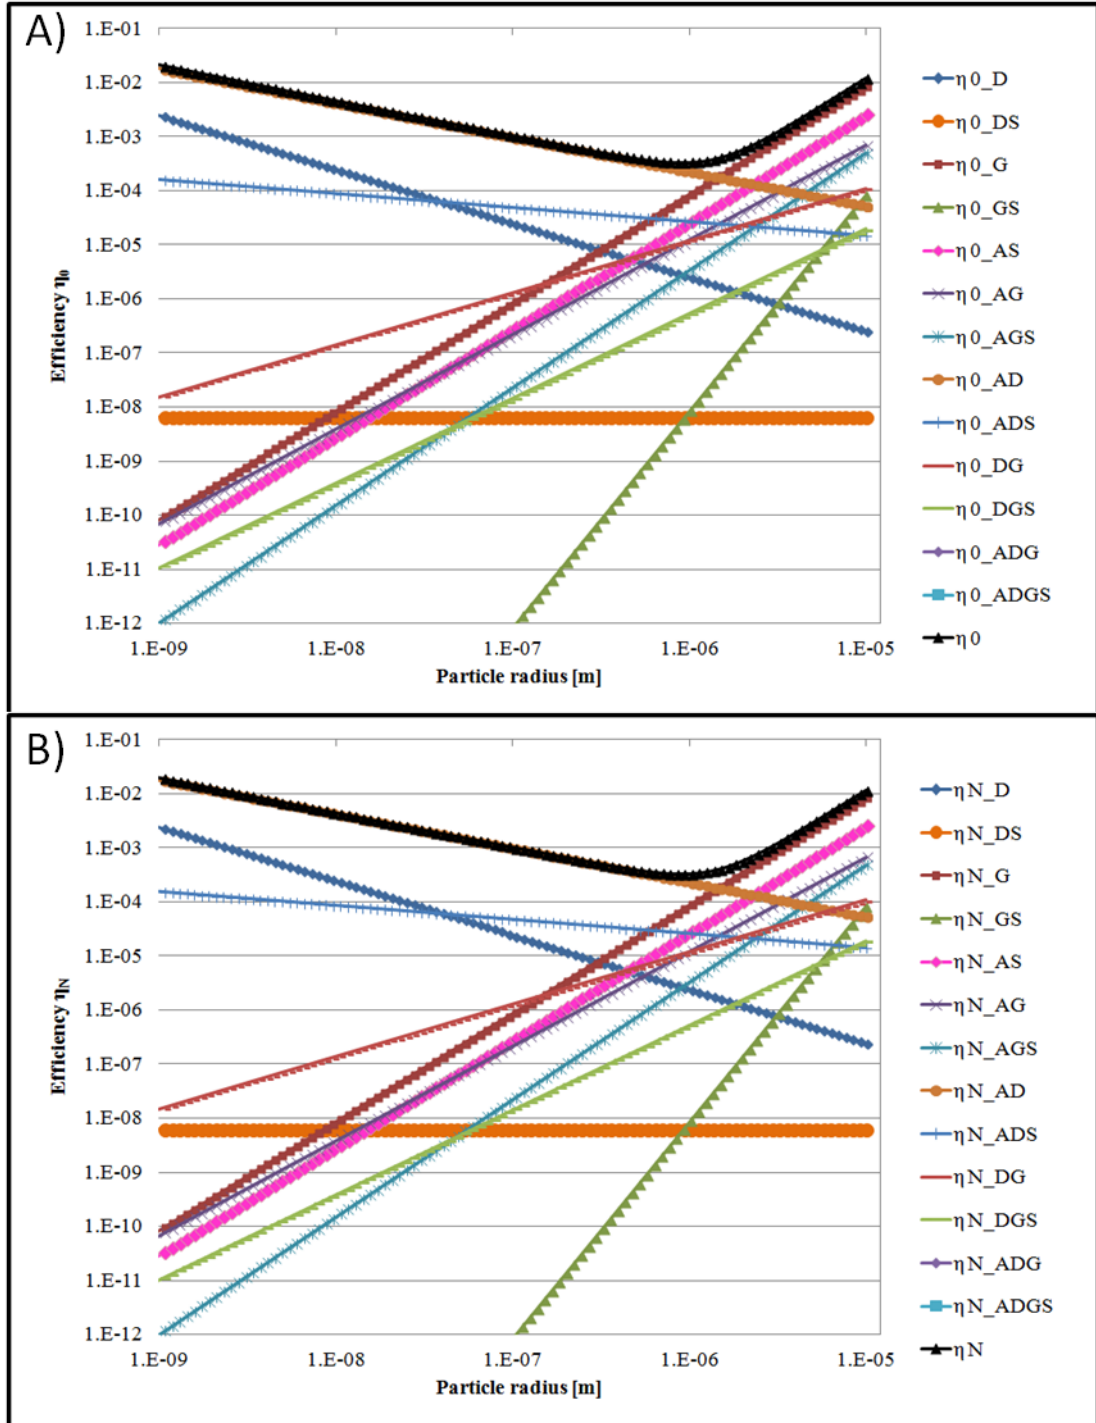 A)
1.E-01
1.E-02
1.E-03
1.E-04
1.E-05
1.E-06
1.E-07
1.E-08
1.E-09
1.E-10
1.E-11
1.E-12
Efficiency η0
1.E-09 1.E-08 1.E-07 1.E-06 1.E-05
Particle radius [m]
η0_D
η0_DS
η0_G
η0_GS
η0_AS
η0_AG
η0_AGS
η0_AD
η0_ADS
η0_DG
η0_DGS
η0_ADG
η0_ADGS
η0
B)
1.E-01
1.E-02
1.E-03
1.E-04
1.E-05
1.E-06
1.E-07
1.E-08
1.E-09
1.E-10
1.E-11
1.E-12
Efficiency ηN
1.E-09 1.E-08 1.E-07 1.E-06 1.E-05
Particle radius [m]
ηN_D
ηN_DS
ηN_G
ηN_GS
ηN_AS
ηN_AG
ηN_AGS
ηN_AD
ηN_ADS
ηN_DG
ηN_DGS
ηN_ADG
ηN_ADGS
ηN